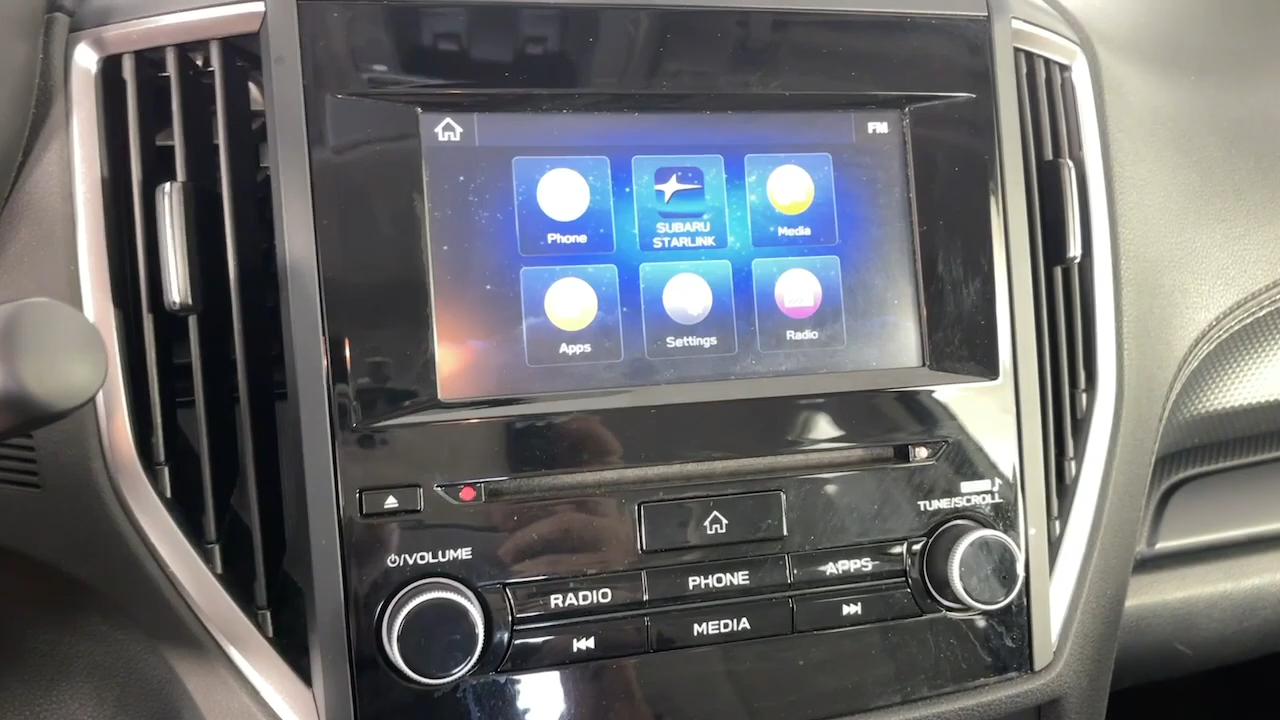 FM
Phone
SUBARU
STARLINK
Media
Apps
Settings
Radio
TUNE/SCROLL
/VOLUME
RADIO
PHONE
APPS
MEDIA